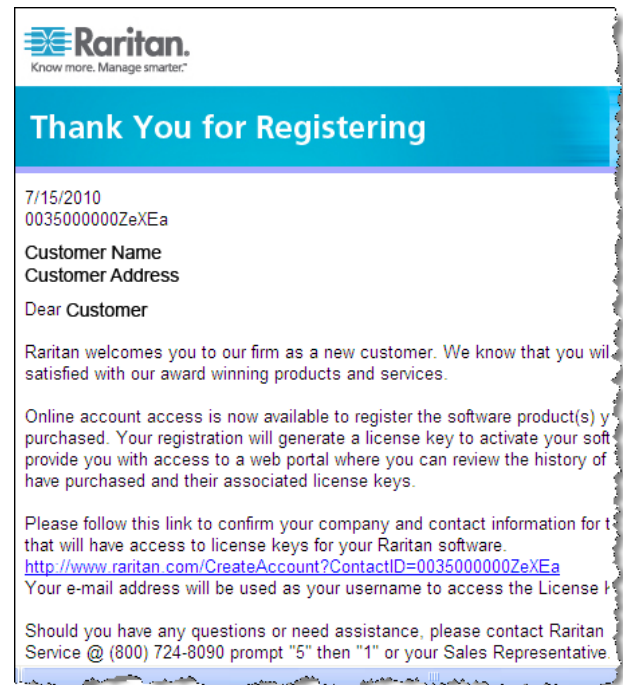 Raritan.
Know more. Manage smarter.™
Thank You for Registering
7/15/2010
0035000000ZeXEa
Customer Name
Customer Address
Dear Customer
Raritan welcomes you to our firm as a new customer. We know that you wil
satisfied with our award winning products and services.
Online account access is now available to register the software product(s) y
purchased. Your registration will generate a license key to activate your soft
provide you with access to a web portal where you can review the history of
have purchased and their associated license keys.
Please follow this link to confirm your company and contact information for t
that will have access to license keys for your Raritan software.
http://www.raritan.com/CreateAccount?ContactID=0035000000ZeXEa
Your e-mail address will be used as your username to access the License
Should you have any questions or need assistance, please contact Raritan
Service @ (800) 724-8090 prompt "5" then "1" or your Sales Representative.